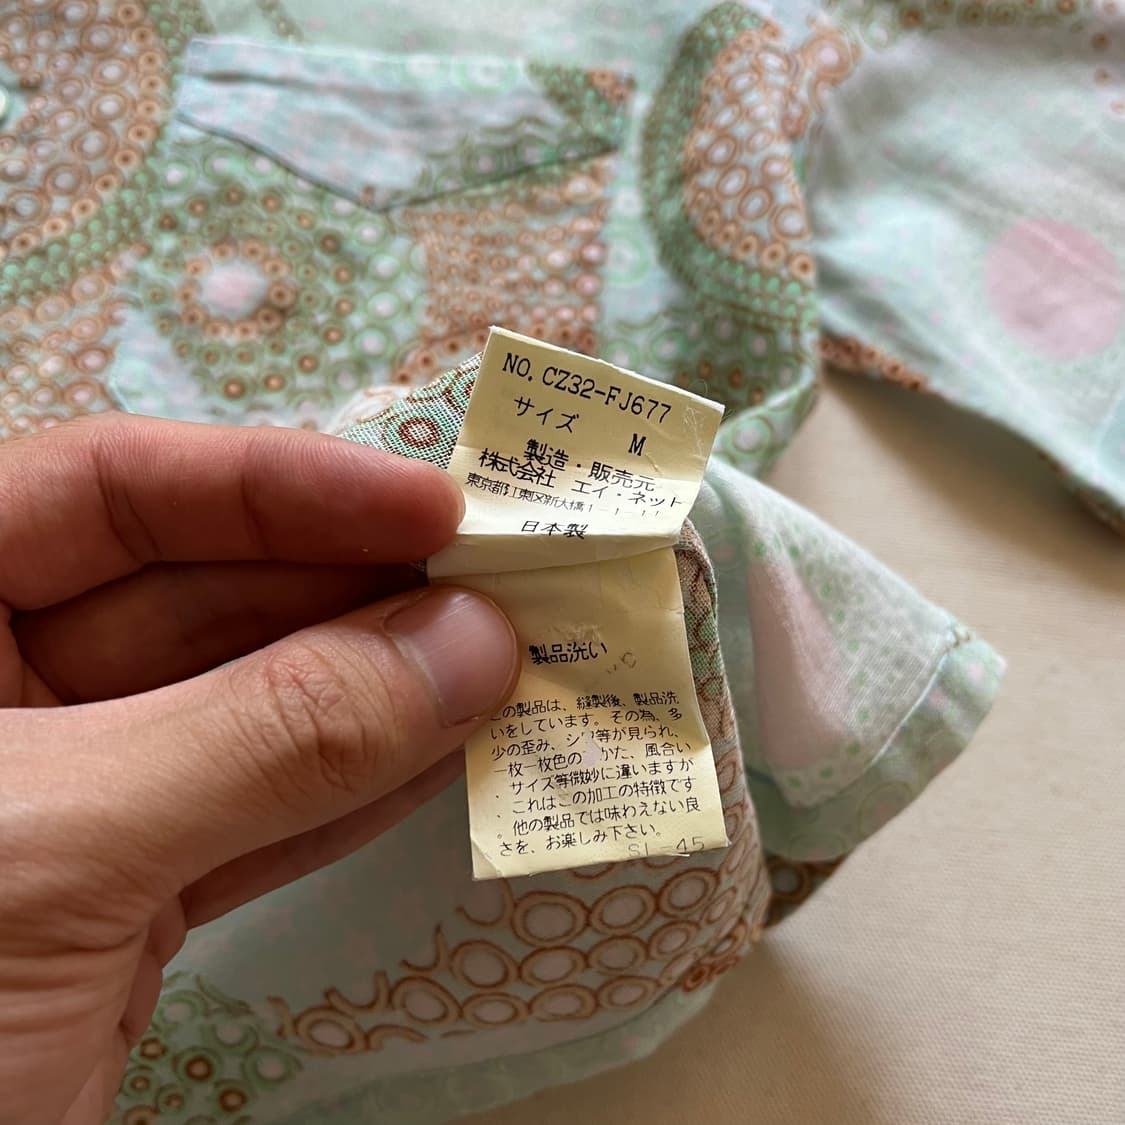 NO. CZ32-FJ677
サイズ M
製造・販売元
株式会社 エイ・ネット
東京都江東区新大橋1-1-11
日本製
製品洗い
この製品は、縫製後、製品洗
いをしています。その為、多
少の歪み、シワ等が見られ、
一枚一枚色の かた、風合い
サイズ等微妙に違いますが
、これはこの加工の特徴です
。他の製品では味わえない良
さを、お楽しみ下さい。
SL-45